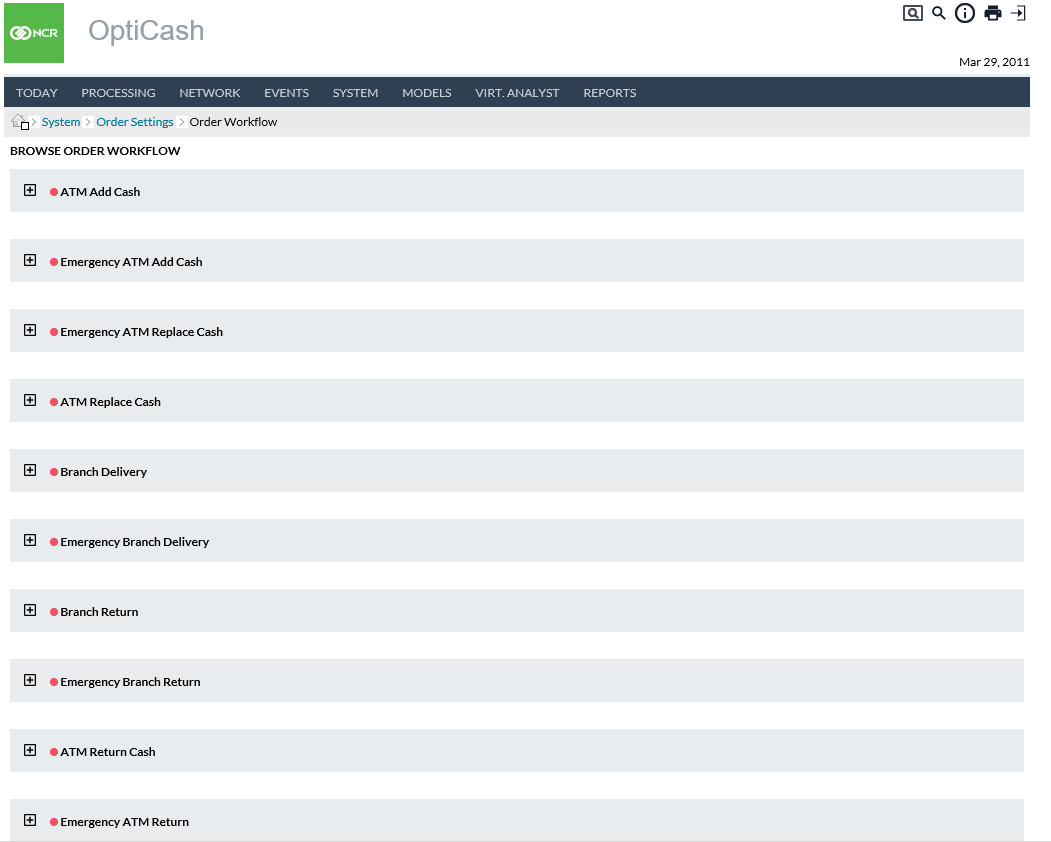 NCR
OptiCash
Mar 29, 2011
TODAY PROCESSING NETWORK EVENTS SYSTEM MODELS VIRT. ANALYST REPORTS
System > Order Settings > Order Workflow
BROWSE ORDER WORKFLOW
ATM Add Cash
Emergency ATM Add Cash
Emergency ATM Replace Cash
ATM Replace Cash
Branch Delivery
Emergency Branch Delivery
Branch Return
Emergency Branch Return
ATM Return Cash
Emergency ATM Return